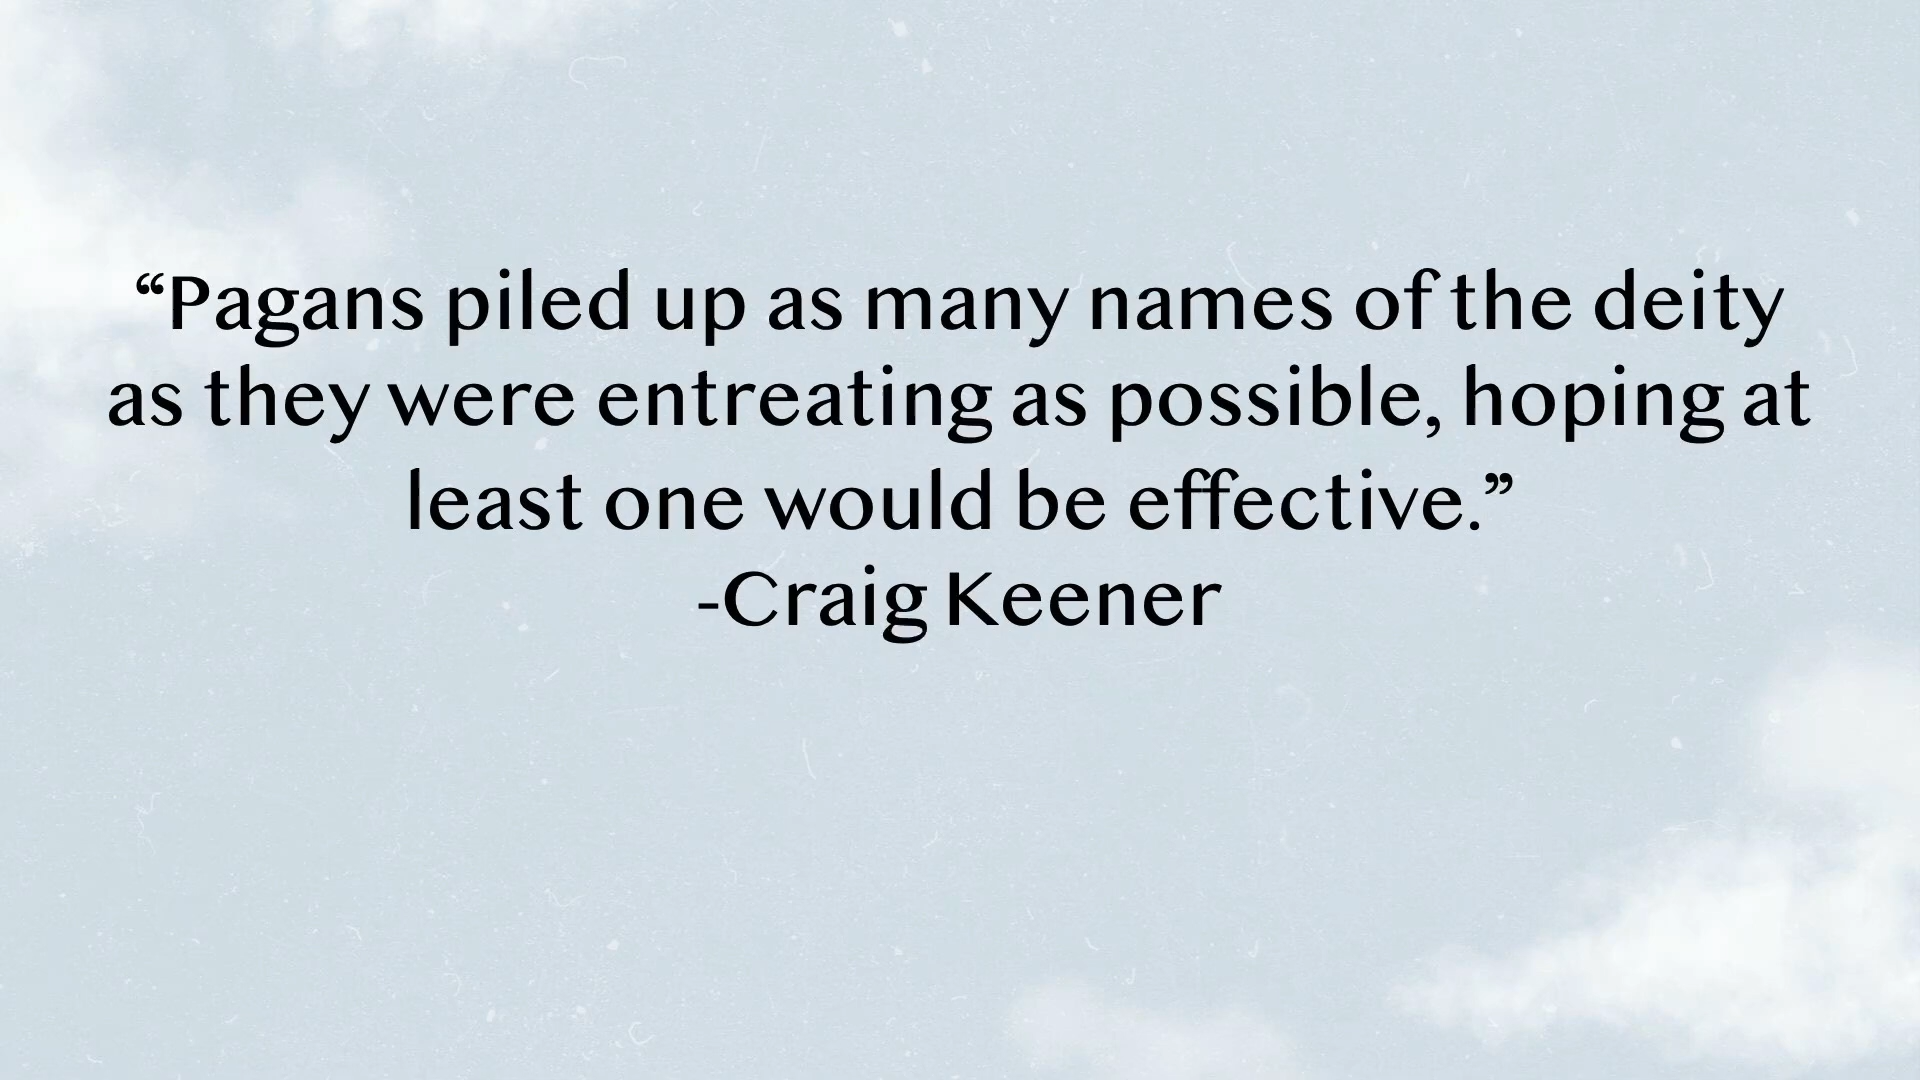 “Pagans piled up as many names of the deity
as they were entreating as possible, hoping at
least one would be effective.”
-Craig Keener